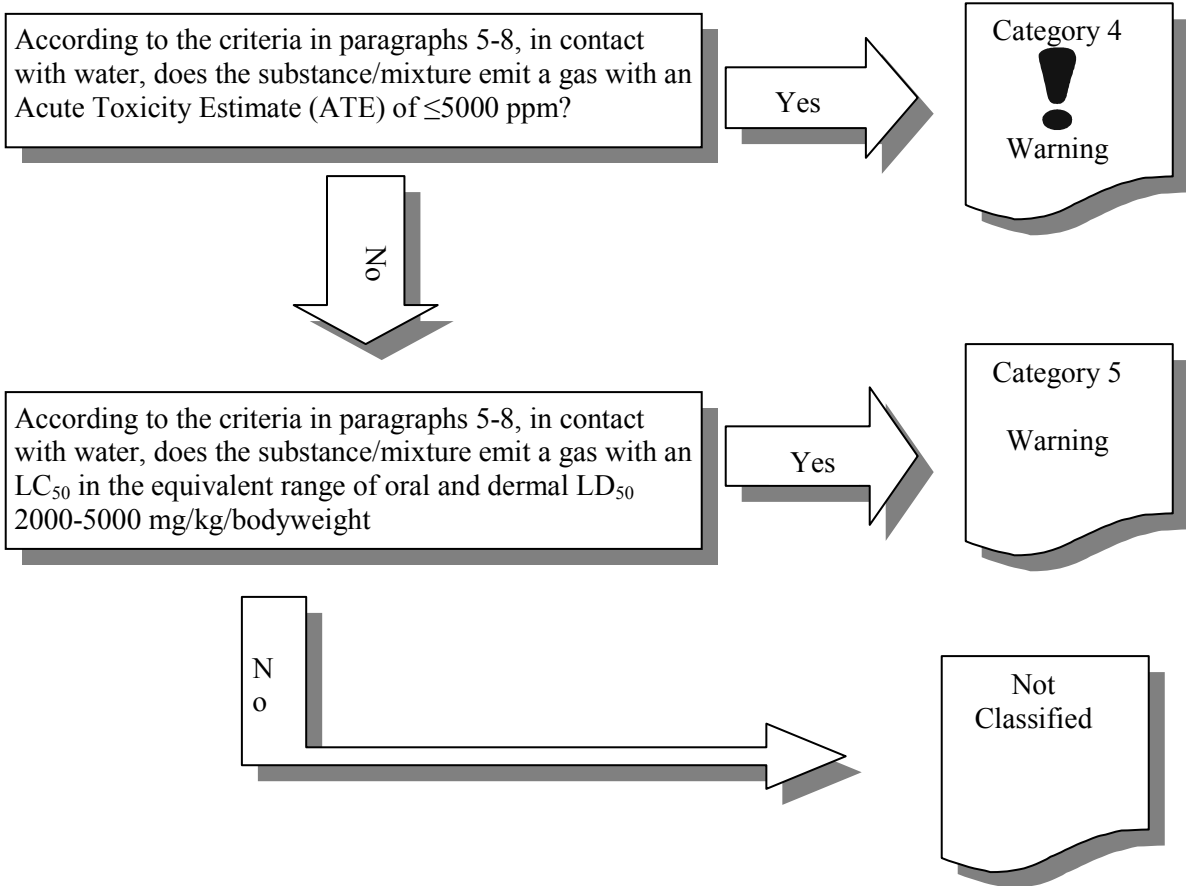 According to the criteria in paragraphs 5-8, in contact
with water, does the substance/mixture emit a gas with an
Acute Toxicity Estimate (ATE) of ≤5000 ppm?
Yes
Category 4
Warning
No
According to the criteria in paragraphs 5-8, in contact
with water, does the substance/mixture emit a gas with an
LC₅₀ in the equivalent range of oral and dermal LD₅₀
2000-5000 mg/kg/bodyweight
Yes
Category 5
Warning
N
o
Not
Classified